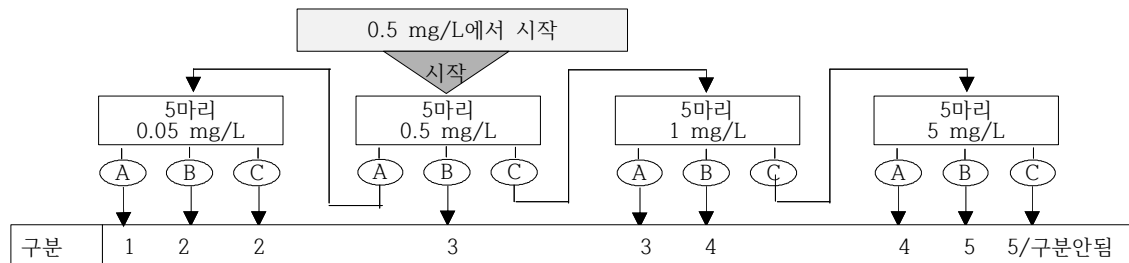 0.5 mg/L에서 시작
시작
5마리
0.05 mg/L
5마리
0.5 mg/L
5마리
1 mg/L
5마리
5 mg/L
A B C A B C A B C A B C
구분 1 2 2 3 3 4 4 5 5/구분안됨